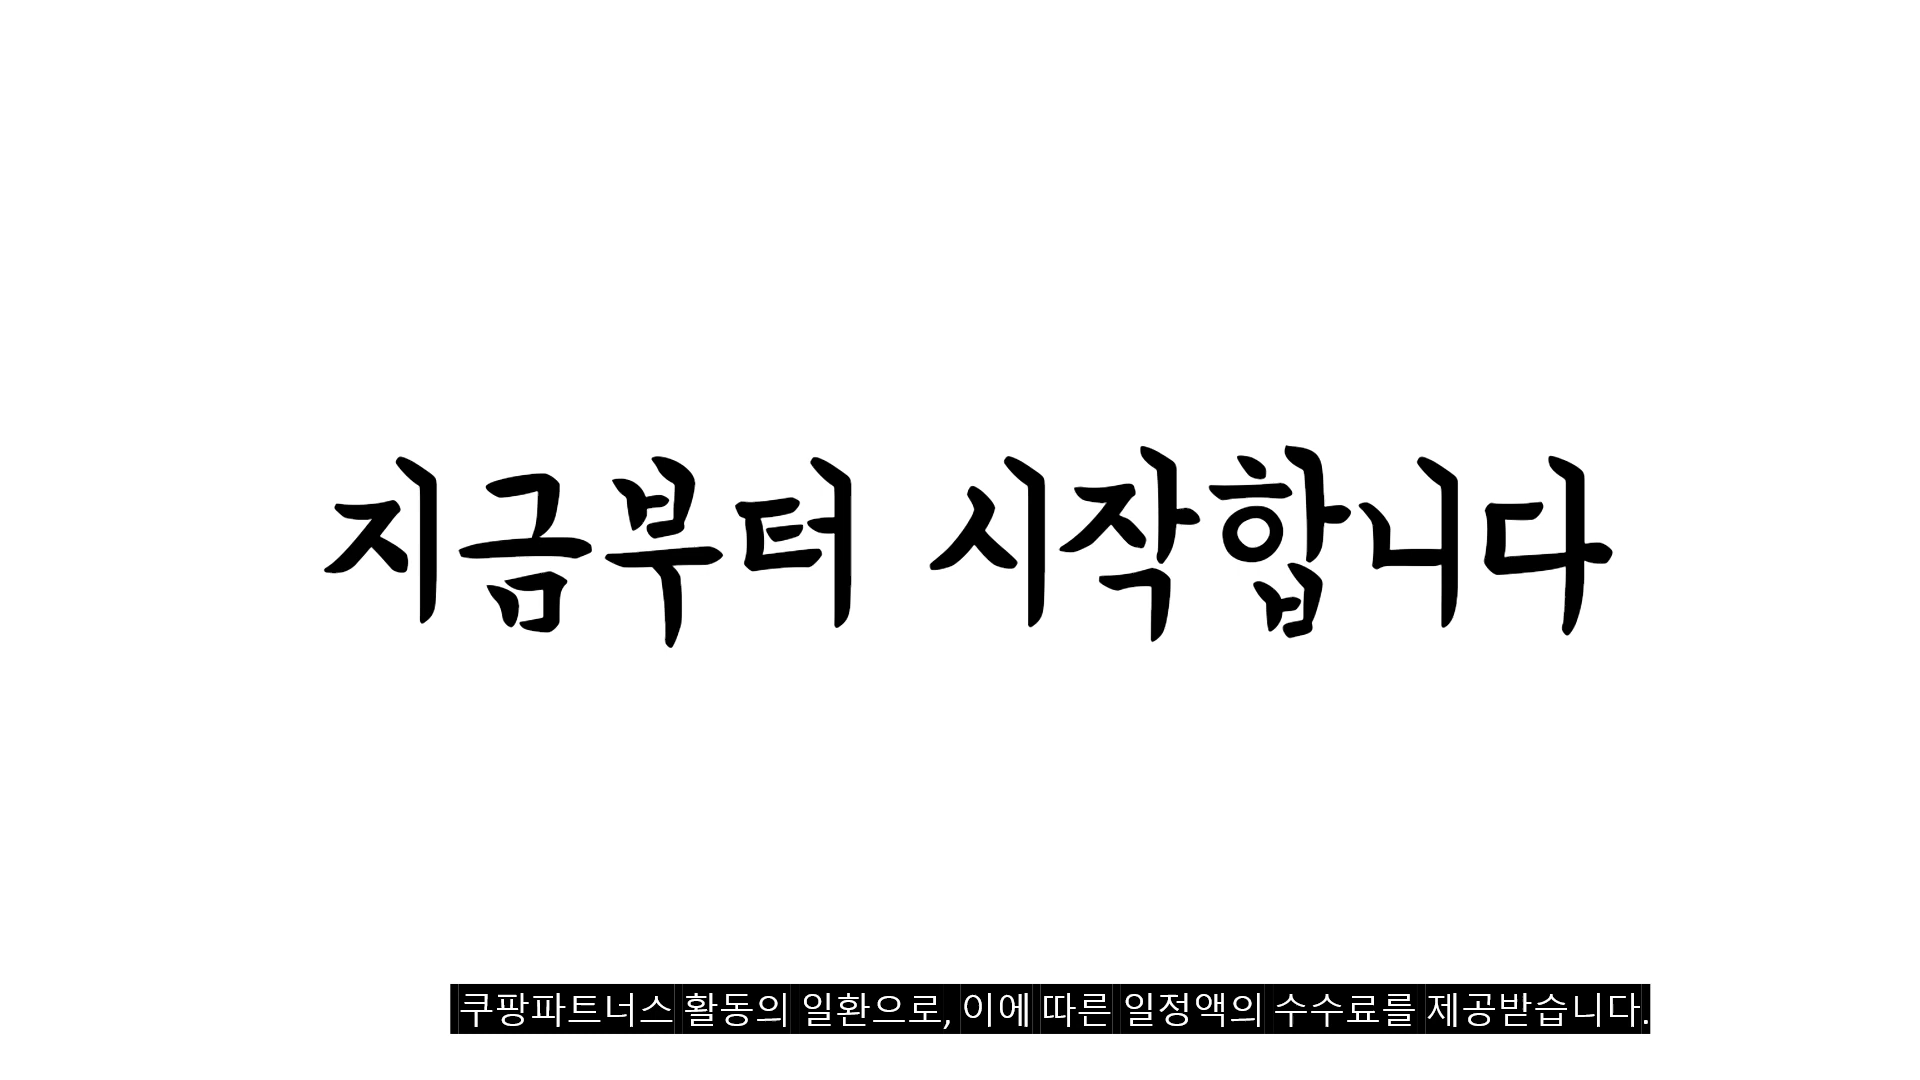 지금부터 시작합니다
쿠팡파트너스 활동의 일환으로, 이에 따른 일정액의 수수료를 제공받습니다.